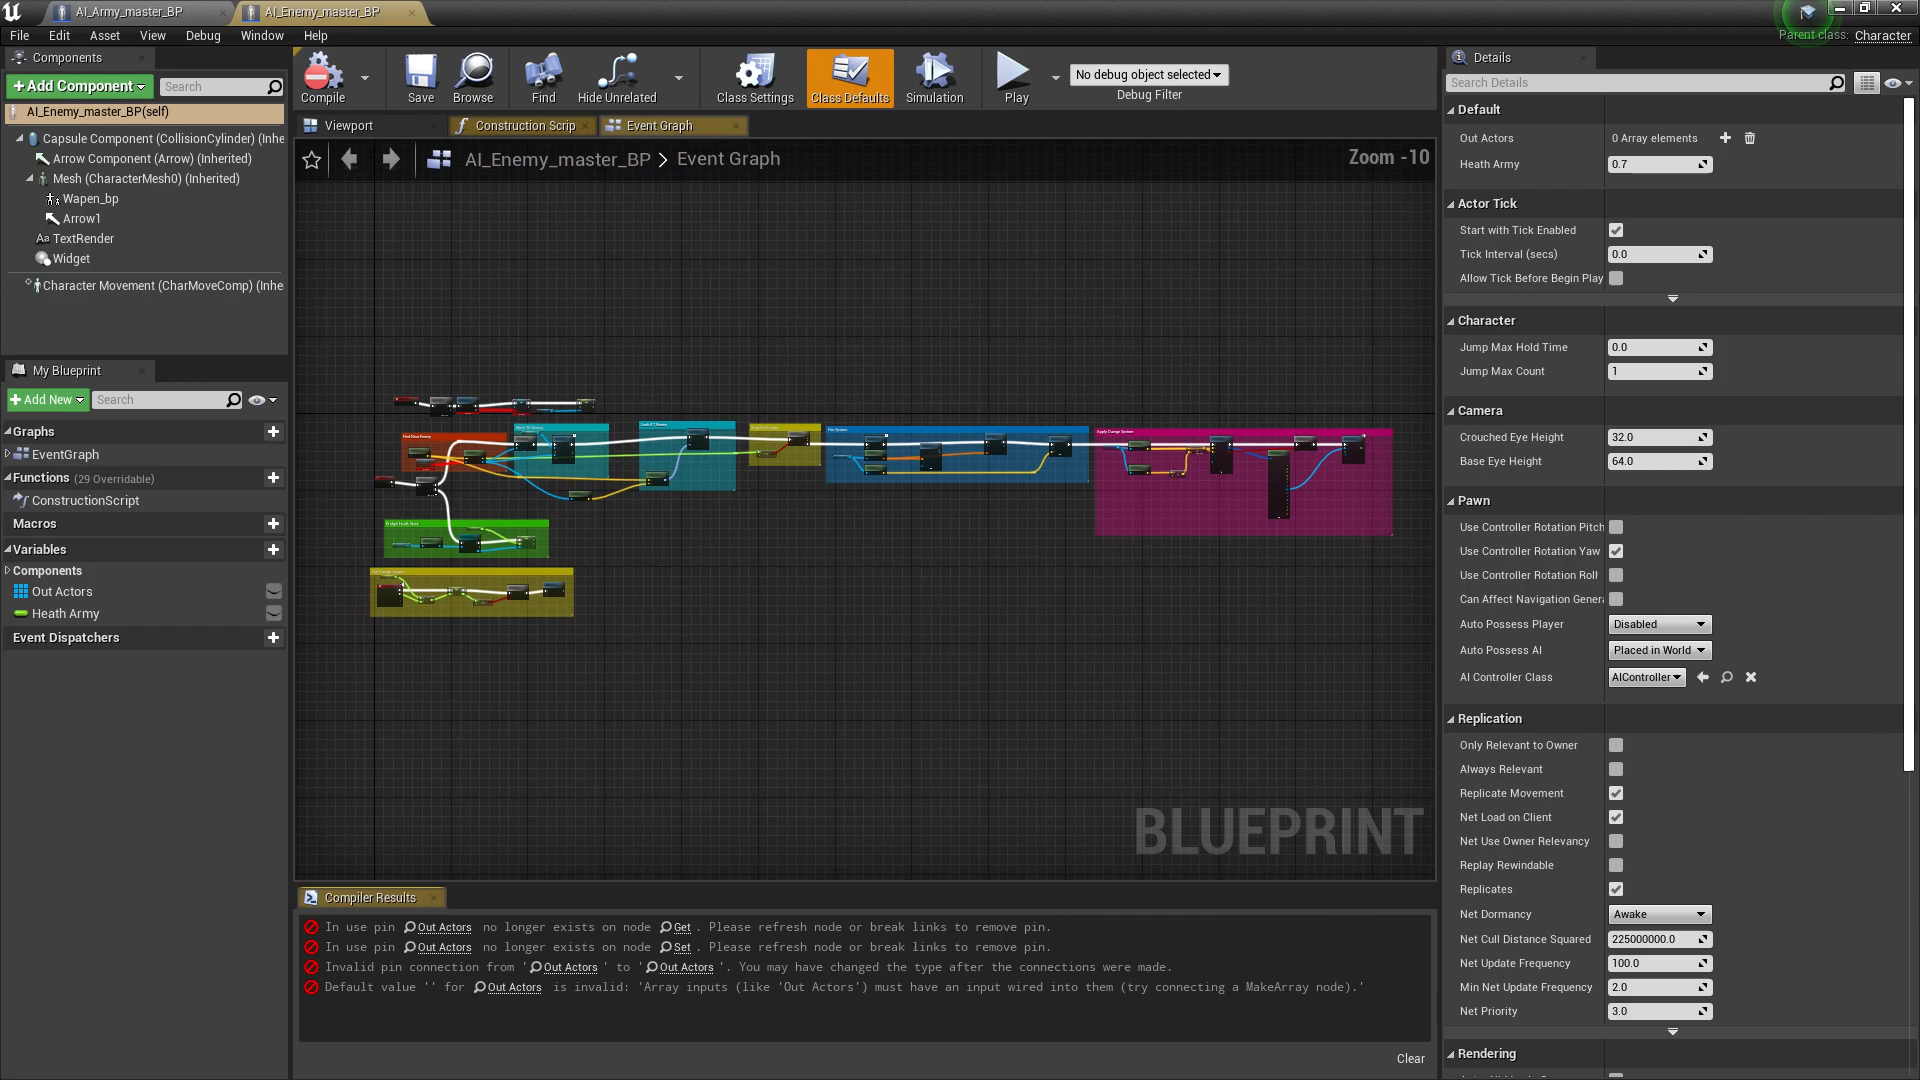 AI_Army_master_BP
AI_Enemy_master_BP
File Edit Asset View Debug Window Help
Parent class: Character
Components
Add Component
Search
AI_Enemy_master_BP(self)
Capsule Component (CollisionCylinder) (Inhe
Arrow Component (Arrow) (Inherited)
Mesh (CharacterMesh0) (Inherited)
Wapen_bp
Arrow1
TextRender
Widget
Character Movement (CharMoveComp) (Inhe
My Blueprint
Add New
Search
Graphs
EventGraph
Functions (29 Overridable)
ConstructionScript
Macros
Variables
Components
Out Actors
Heath Army
Event Dispatchers
Compile
Save
Browse
Find
Hide Unrelated
Class Settings
Class Defaults
Simulation
Play
No debug object selected
Debug Filter
Viewport
Construction Scrip
Event Graph
AI_Enemy_master_BP > Event Graph
Zoom -10
BLUEPRINT
Compiler Results
In use pin Out Actors no longer exists on node Get . Please refresh node or break links to remove pin.
In use pin Out Actors no longer exists on node Set . Please refresh node or break links to remove pin.
Invalid pin connection from ' Out Actors ' to ' Out Actors '. You may have changed the type after the connections were made.
Default value '' for Out Actors is invalid: 'Array inputs (like 'Out Actors') must have an input wired into them (try connecting a MakeArray node).'
Clear
Details
Search Details
Default
Out Actors 0 Array elements
Heath Army 0.7
Actor Tick
Start with Tick Enabled
Tick Interval (secs) 0.0
Allow Tick Before Begin Play
Character
Jump Max Hold Time 0.0
Jump Max Count 1
Camera
Crouched Eye Height 32.0
Base Eye Height 64.0
Pawn
Use Controller Rotation Pitch
Use Controller Rotation Yaw
Use Controller Rotation Roll
Can Affect Navigation Genera
Auto Possess Player Disabled
Auto Possess AI Placed in World
AI Controller Class AIController
Replication
Only Relevant to Owner
Always Relevant
Replicate Movement
Net Load on Client
Net Use Owner Relevancy
Replay Rewindable
Replicates
Net Dormancy Awake
Net Cull Distance Squared 225000000.0
Net Update Frequency 100.0
Min Net Update Frequency 2.0
Net Priority 3.0
Rendering